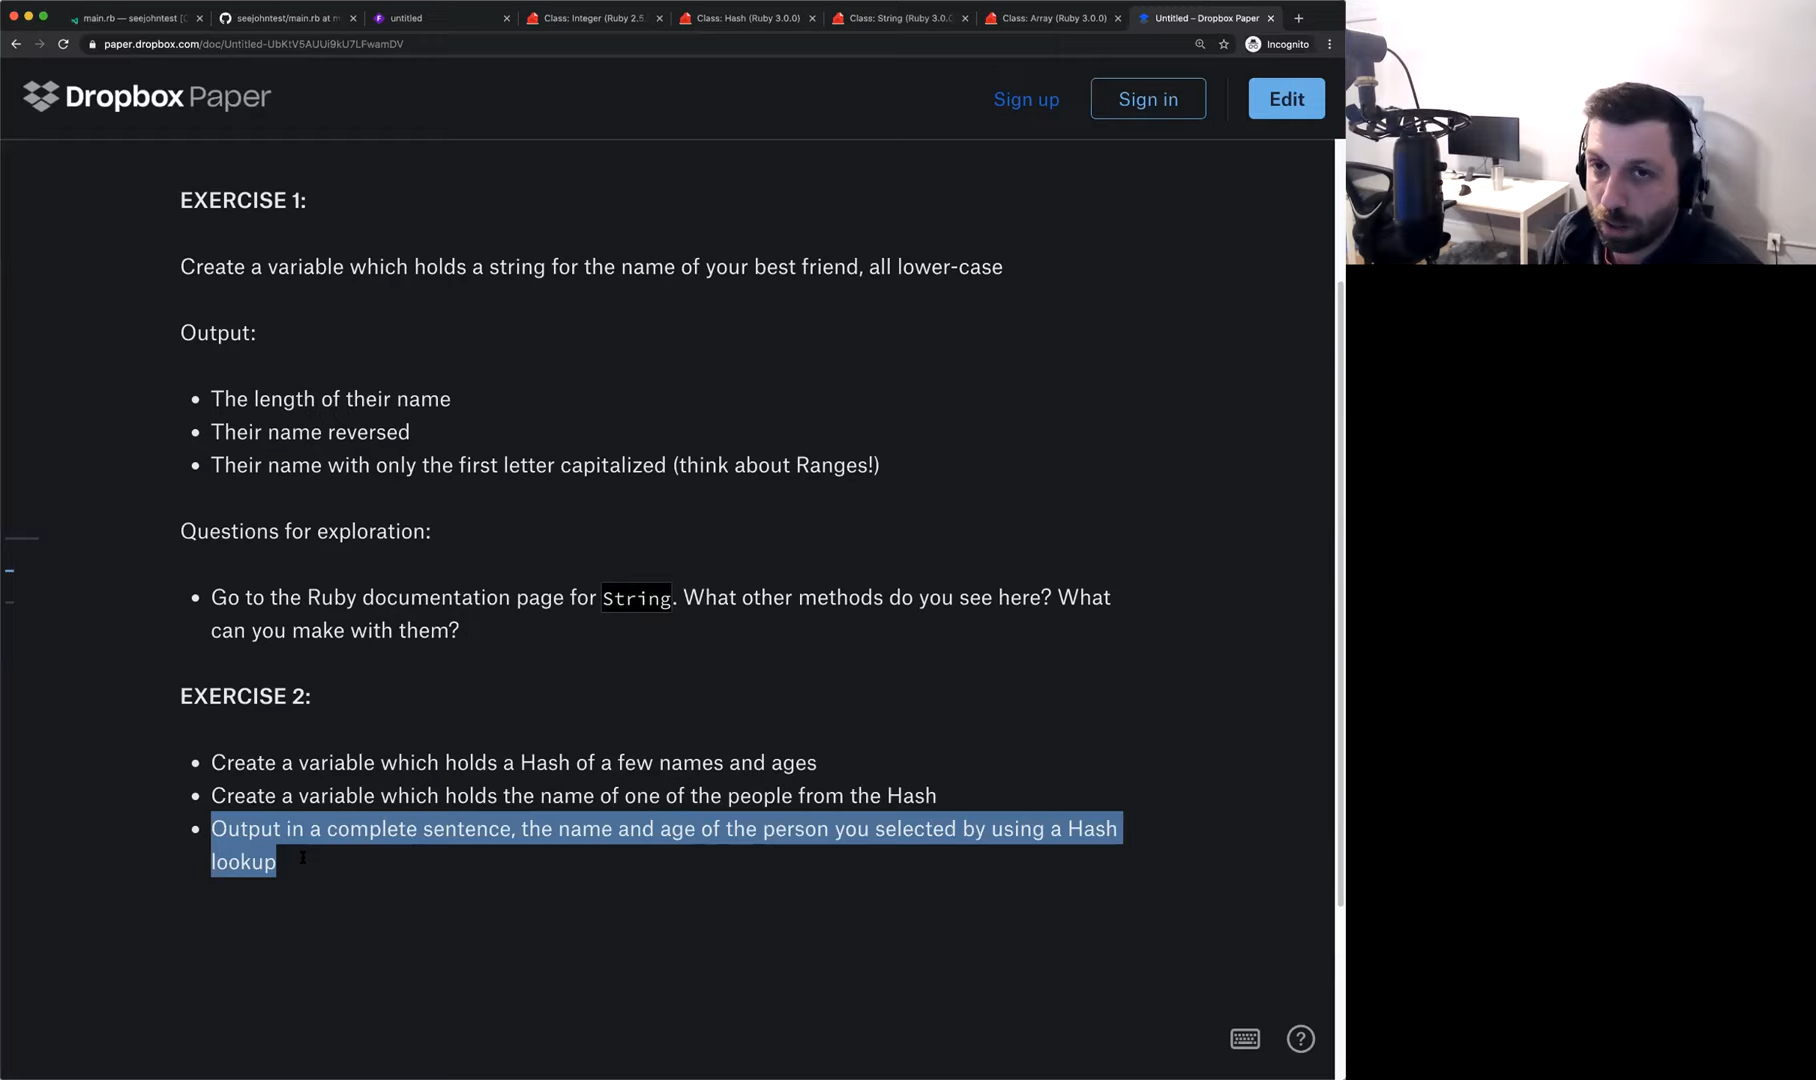 main.rb — seejohntest [C
seejohntest/main.rb at m
untitled
Class: Integer (Ruby 2.5.
Class: Hash (Ruby 3.0.0)
Class: String (Ruby 3.0.0
Class: Array (Ruby 3.0.0)
Untitled – Dropbox Paper
paper.dropbox.com/doc/Untitled-UbKtV5AUUi9kU7LFwamDV
Incognito
Dropbox Paper
Sign up
Sign in
Edit
EXERCISE 1:
Create a variable which holds a string for the name of your best friend, all lower-case
Output:
• The length of their name
• Their name reversed
• Their name with only the first letter capitalized (think about Ranges!)
Questions for exploration:
• Go to the Ruby documentation page for String. What other methods do you see here? What
can you make with them?
EXERCISE 2:
• Create a variable which holds a Hash of a few names and ages
• Create a variable which holds the name of one of the people from the Hash
• Output in a complete sentence, the name and age of the person you selected by using a Hash
lookup